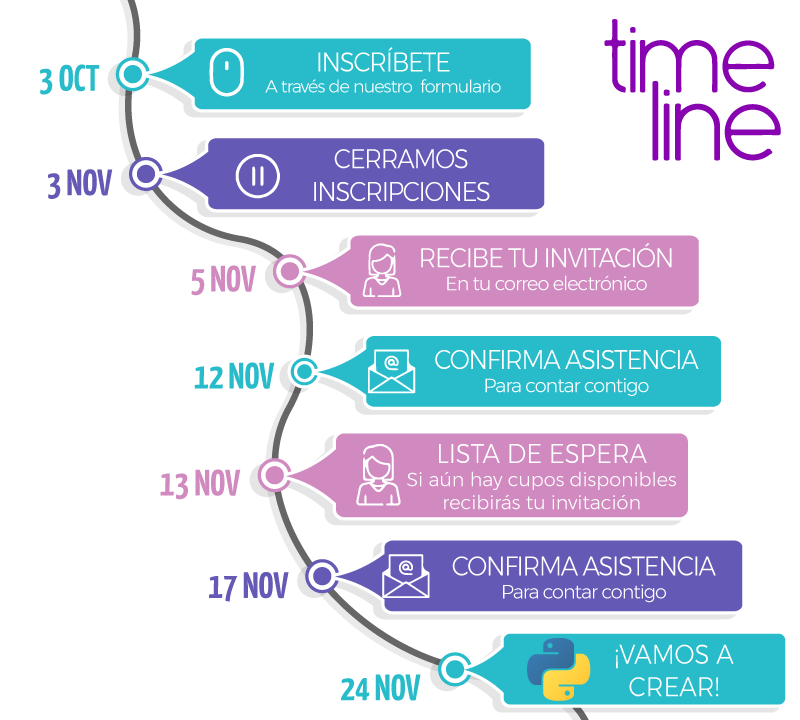 time
line
3 OCT
INSCRÍBETE
A través de nuestro formulario
3 NOV
CERRAMOS
INSCRIPCIONES
5 NOV
RECIBE TU INVITACIÓN
En tu correo electrónico
12 NOV
CONFIRMA ASISTENCIA
Para contar contigo
13 NOV
LISTA DE ESPERA
Si aún hay cupos disponibles
recibirás tu invitación
17 NOV
CONFIRMA ASISTENCIA
Para contar contigo
24 NOV
¡VAMOS A
CREAR!